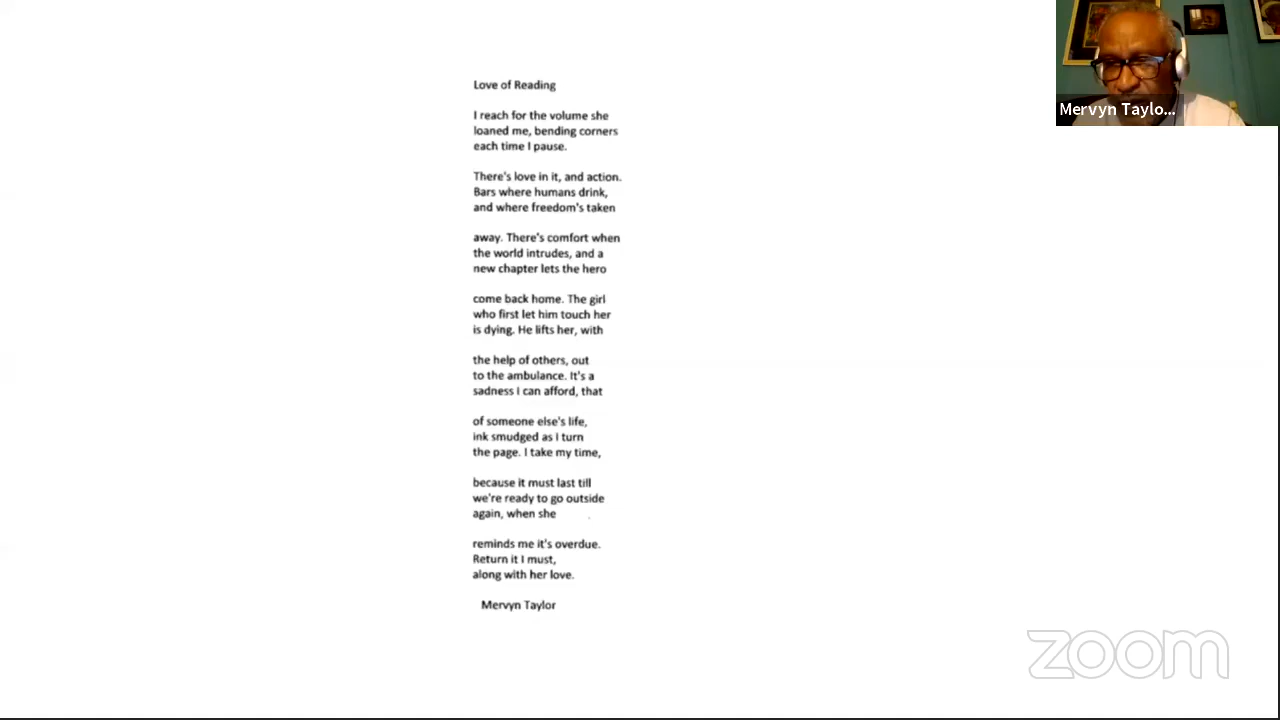 Love of Reading
I reach for the volume she
loaned me, bending corners
each time I pause.
There's love in it, and action.
Bars where humans drink,
and where freedom's taken
away. There's comfort when
the world intrudes, and a
new chapter lets the hero
come back home. The girl
who first let him touch her
is dying. He lifts her, with
the help of others, out
to the ambulance. It's a
sadness I can afford, that
of someone else's life,
ink smudged as I turn
the page. I take my time,
because it must last till
we're ready to go outside
again, when she
reminds me it's overdue.
Return it I must,
along with her love.
Mervyn Taylor
Mervyn Taylo...
zoom